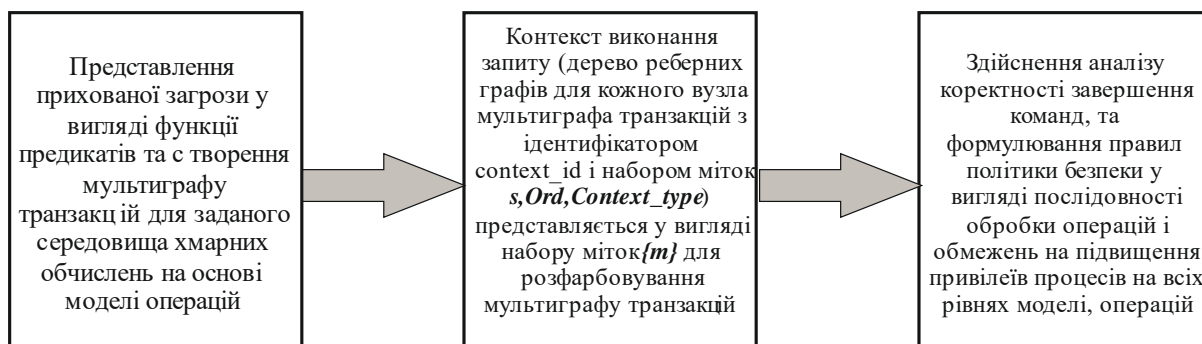 Представлення
прихованої загрози у
вигляді функції
предикатів та с творення
мультиграфу
транзакц ій для заданого
середовища хмарних
обчислень на основі
моделі операцій
Контекст виконання
запиту (дерево реберних
графів для кожного вузла
мультиграфа транзакцій з
ідентифікатором
context_id і набором міток
s,Ord,Context_type)
представляється у вигляді
набору міток{m} для
розфарбовування
мультиграфу транзакцій
Здійснення аналізу
коректності завершення
команд, та
формулювання правил
політики безпеки у
вигляді послідовності
обробки операцій і
обмежень на підвищення
привілеїв процесів на всіх
рівнях моделі, операцій